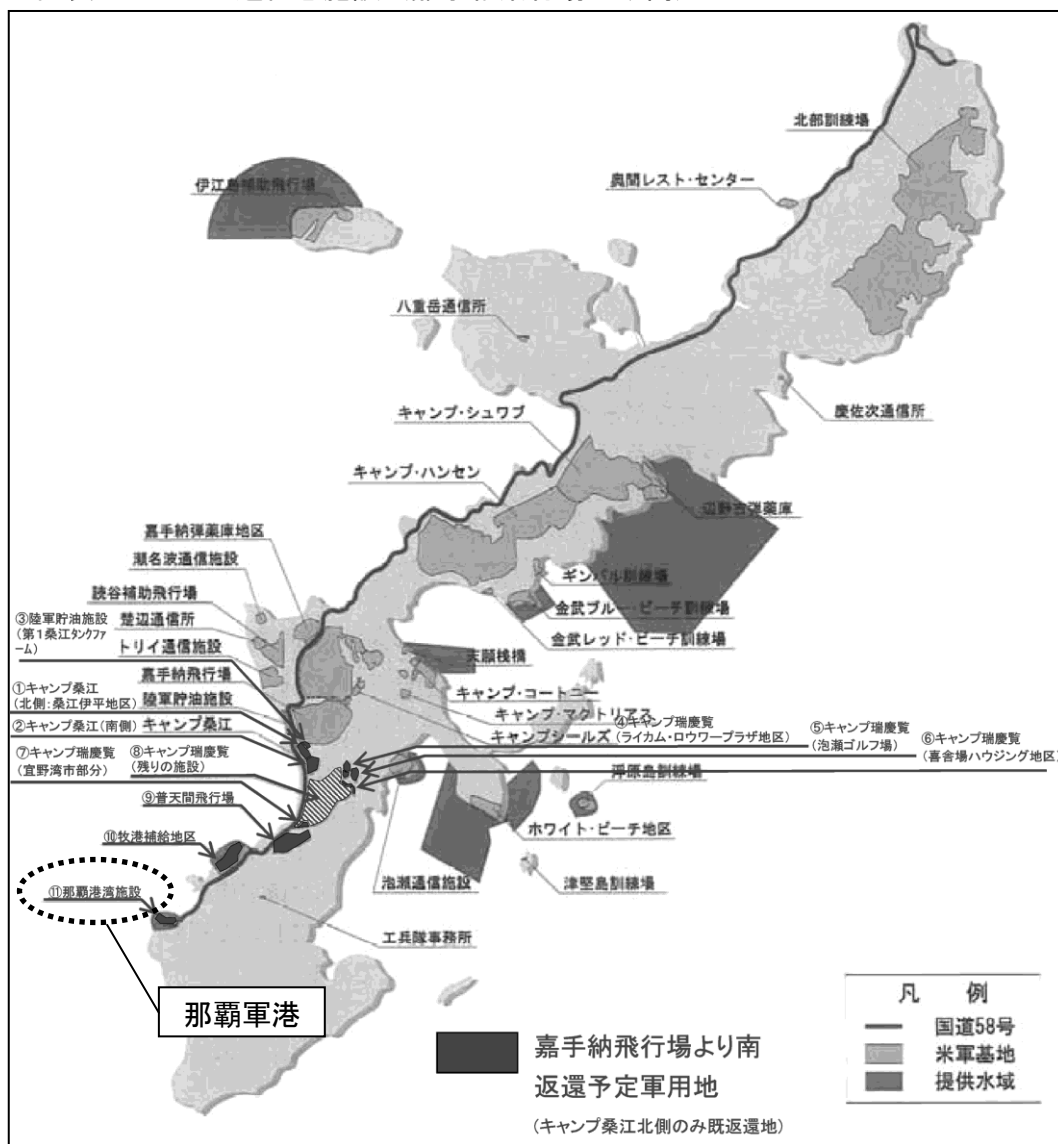 北部訓練場
奥間レスト・センター
伊江島補助飛行場
八重岳通信所
慶佐次通信所
キャンプ・シュワブ
キャンプ・ハンセン
辺野古弾薬庫
嘉手納弾薬庫地区
瀬名波通信施設
ギンバル訓練場
読谷補助飛行場
金武ブルー・ビーチ訓練場
③陸軍貯油施設
(第1桑江タンクファ
ーム)
楚辺通信所
金武レッド・ビーチ訓練場
トリイ通信施設
天願桟橋
嘉手納飛行場
①キャンプ桑江
(北側:桑江伊平地区)
陸軍貯油施設
キャンプ・コートニー
キャンプ・マクトリアス
②キャンプ桑江(南側)
キャンプ桑江
キャンプシールズ
④キャンプ瑞慶覧
(ライカム・ロウワープラザ地区)
⑤キャンプ瑞慶覧
(泡瀬ゴルフ場)
⑥キャンプ瑞慶覧
(喜舎場ハウジング地区)
⑦キャンプ瑞慶覧
(宜野湾市部分)
⑧キャンプ瑞慶覧
(残りの施設)
浮原島訓練場
⑨普天間飛行場
ホワイト・ビーチ地区
⑩牧港補給地区
泡瀬通信施設
津堅島訓練場
⑪那覇港湾施設
工兵隊事務所
那覇軍港
嘉手納飛行場より南
返還予定軍用地
(キャンプ桑江北側のみ既返還地)
凡 例
国道58号
米軍基地
提供水域